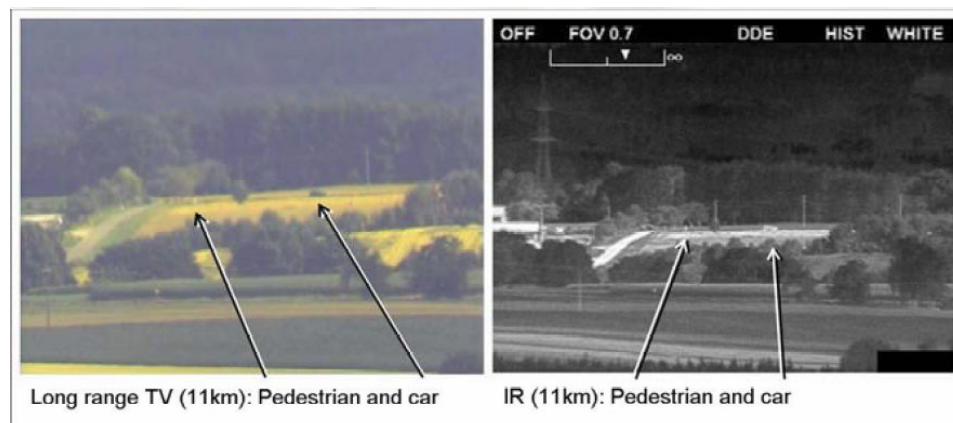 OFF FOV 0.7 DDE HIST WHITE
∞
Long range TV (11km): Pedestrian and car
IR (11km): Pedestrian and car